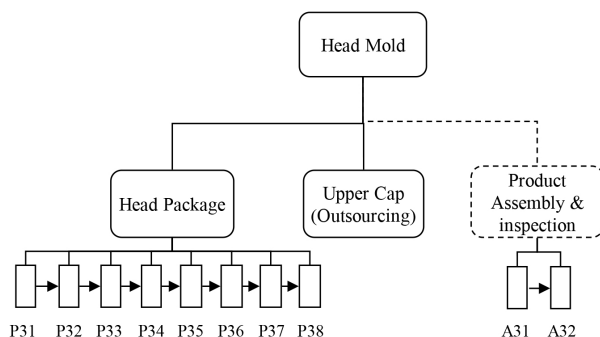 Head Mold
Head Package
Upper Cap
(Outsourcing)
Product
Assembly &
inspection
P31 P32 P33 P34 P35 P36 P37 P38 A31 A32